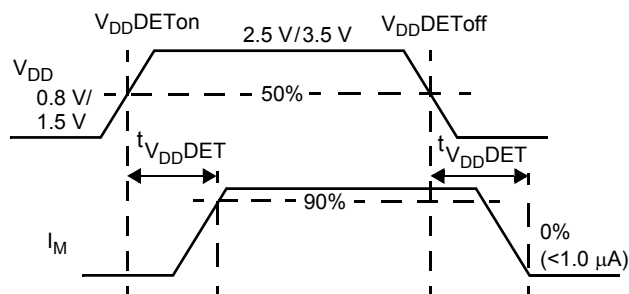 VDDDETon
VDDDEToff
2.5 V/3.5 V
VDD
0.8 V/
1.5 V
50%
tVDDDET
tVDDDET
90%
IM
0%
(<1.0 μA)